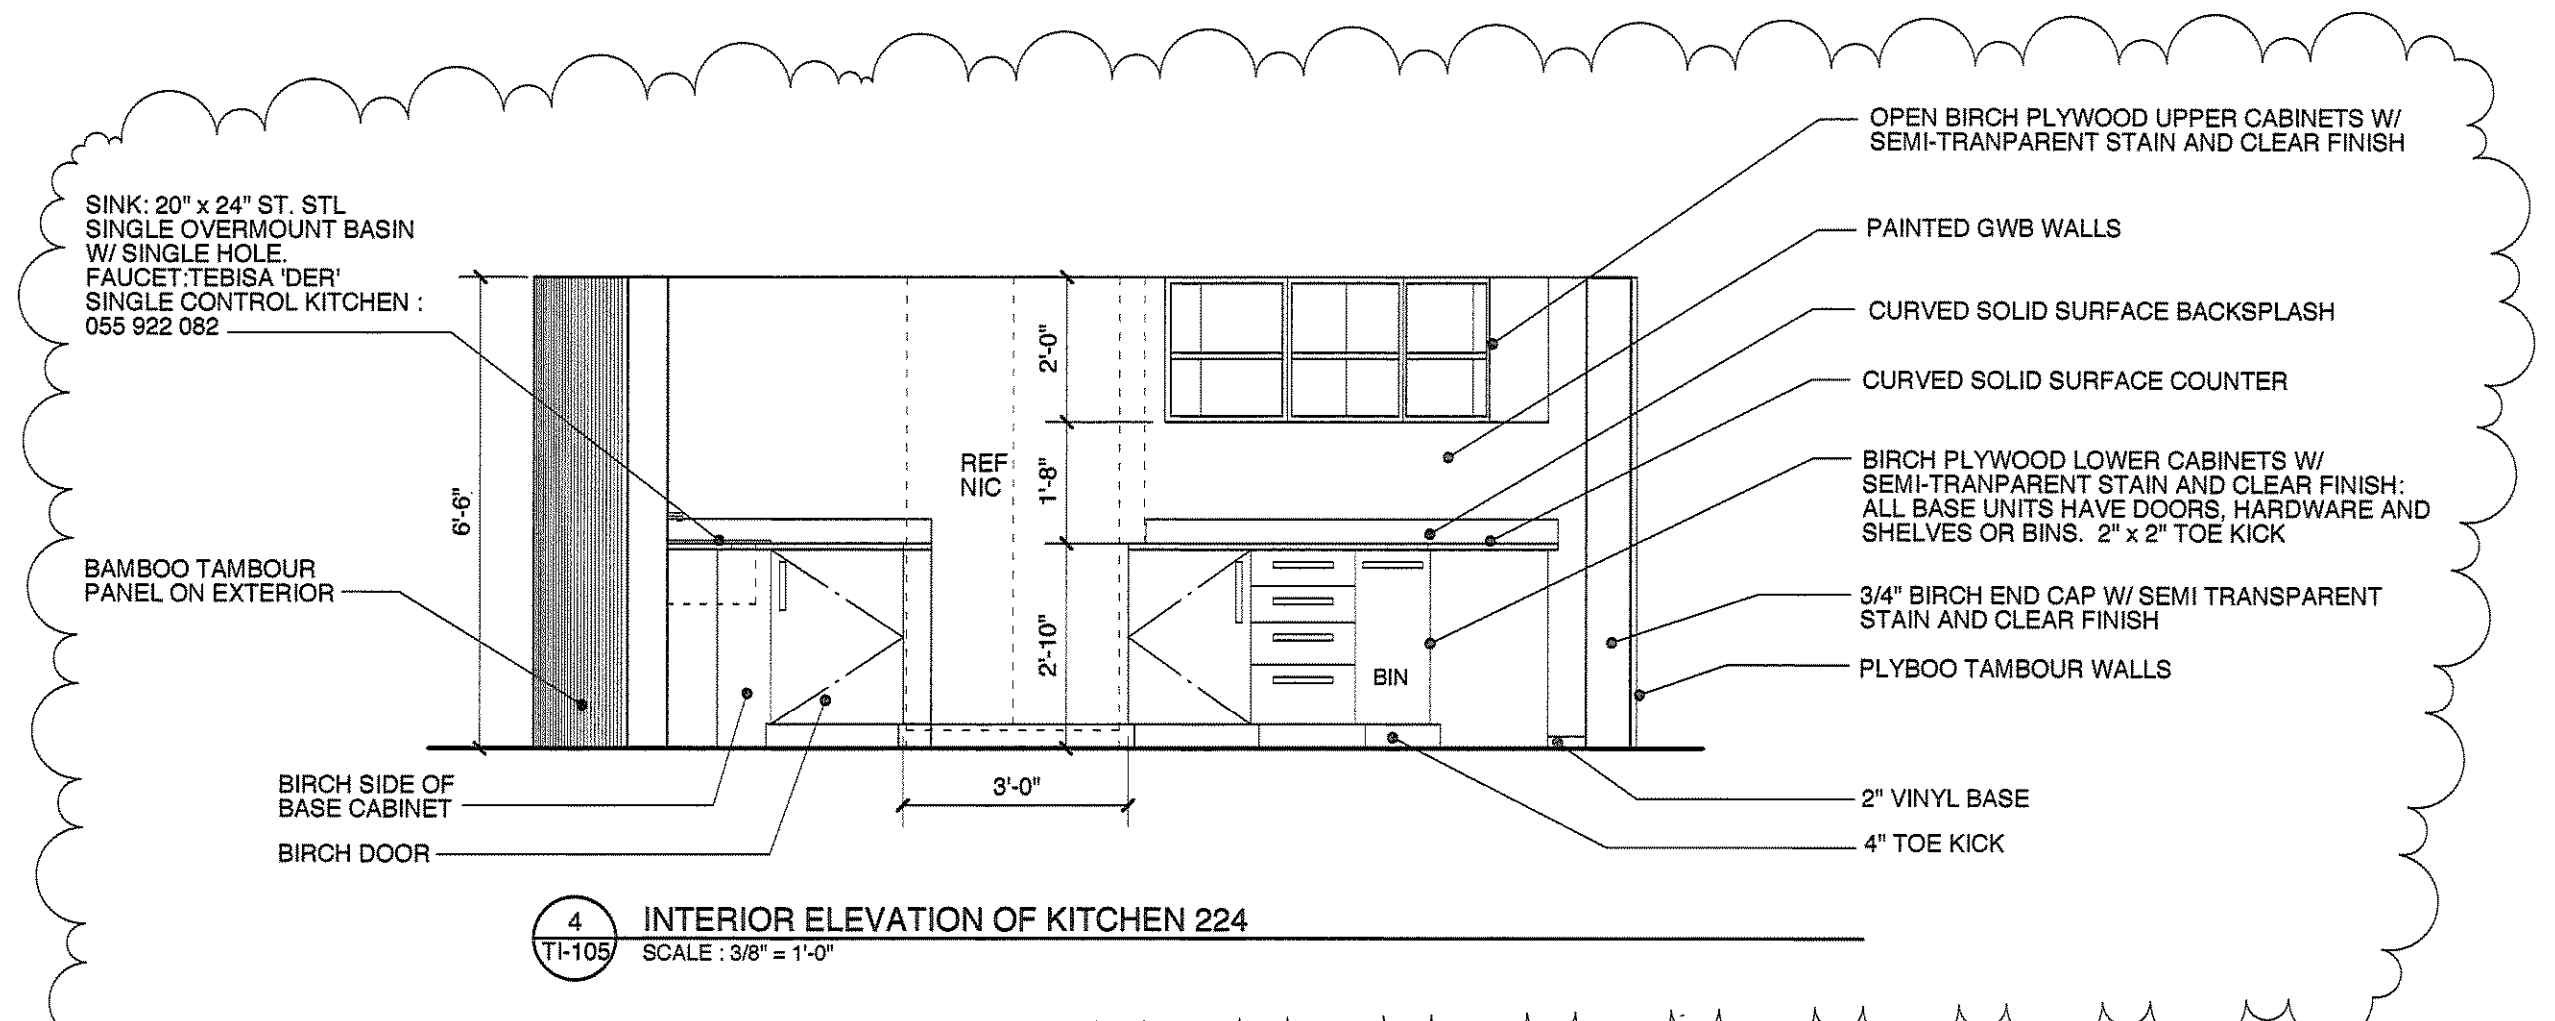 OPEN BIRCH PLYWOOD UPPER CABINETS W/
SEMI-TRANPARENT STAIN AND CLEAR FINISH
SINK: 20" x 24" ST. STL
SINGLE OVERMOUNT BASIN
W/ SINGLE HOLE.
FAUCET:TEBISA 'DER'
SINGLE CONTROL KITCHEN :
055 922 082
PAINTED GWB WALLS
CURVED SOLID SURFACE BACKSPLASH
CURVED SOLID SURFACE COUNTER
2'-0"
REF
NIC
1'-8"
6'-6"
BIRCH PLYWOOD LOWER CABINETS W/
SEMI-TRANPARENT STAIN AND CLEAR FINISH:
ALL BASE UNITS HAVE DOORS, HARDWARE AND
SHELVES OR BINS. 2" x 2" TOE KICK
BAMBOO TAMBOUR
PANEL ON EXTERIOR
2'-10"
BIN
3/4" BIRCH END CAP W/ SEMI TRANSPARENT
STAIN AND CLEAR FINISH
PLYBOO TAMBOUR WALLS
BIRCH SIDE OF
BASE CABINET
3'-0"
2" VINYL BASE
BIRCH DOOR
4" TOE KICK
4
TI-105
INTERIOR ELEVATION OF KITCHEN 224
SCALE : 3/8" = 1'-0"